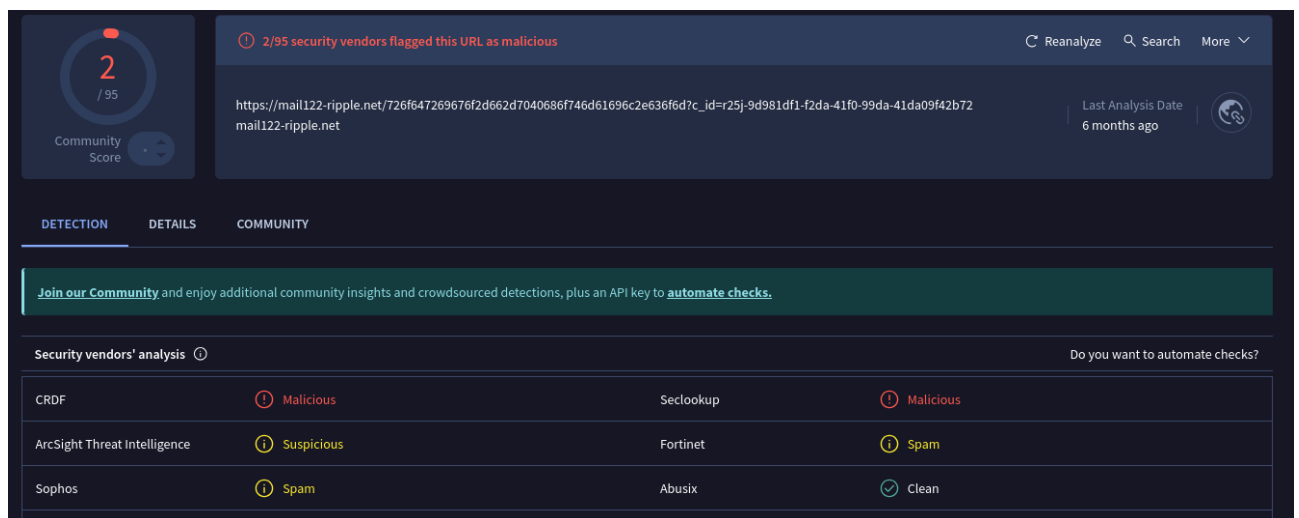 2
/ 95
Community
Score
2/95 security vendors flagged this URL as malicious
Reanalyze Search More
https://mail122-ripple.net/726f647269676f2d662d7040686f746d61696c2e636f6d?c_id=r25j-9d981df1-f2da-41f0-99da-41da09f42b72
mail122-ripple.net
Last Analysis Date
6 months ago
DETECTION DETAILS COMMUNITY
Join our Community and enjoy additional community insights and crowdsourced detections, plus an API key to automate checks.
Security vendors' analysis Do you want to automate checks?
CRDF Malicious Seclookup Malicious
ArcSight Threat Intelligence Suspicious Fortinet Spam
Sophos Spam Abusix Clean